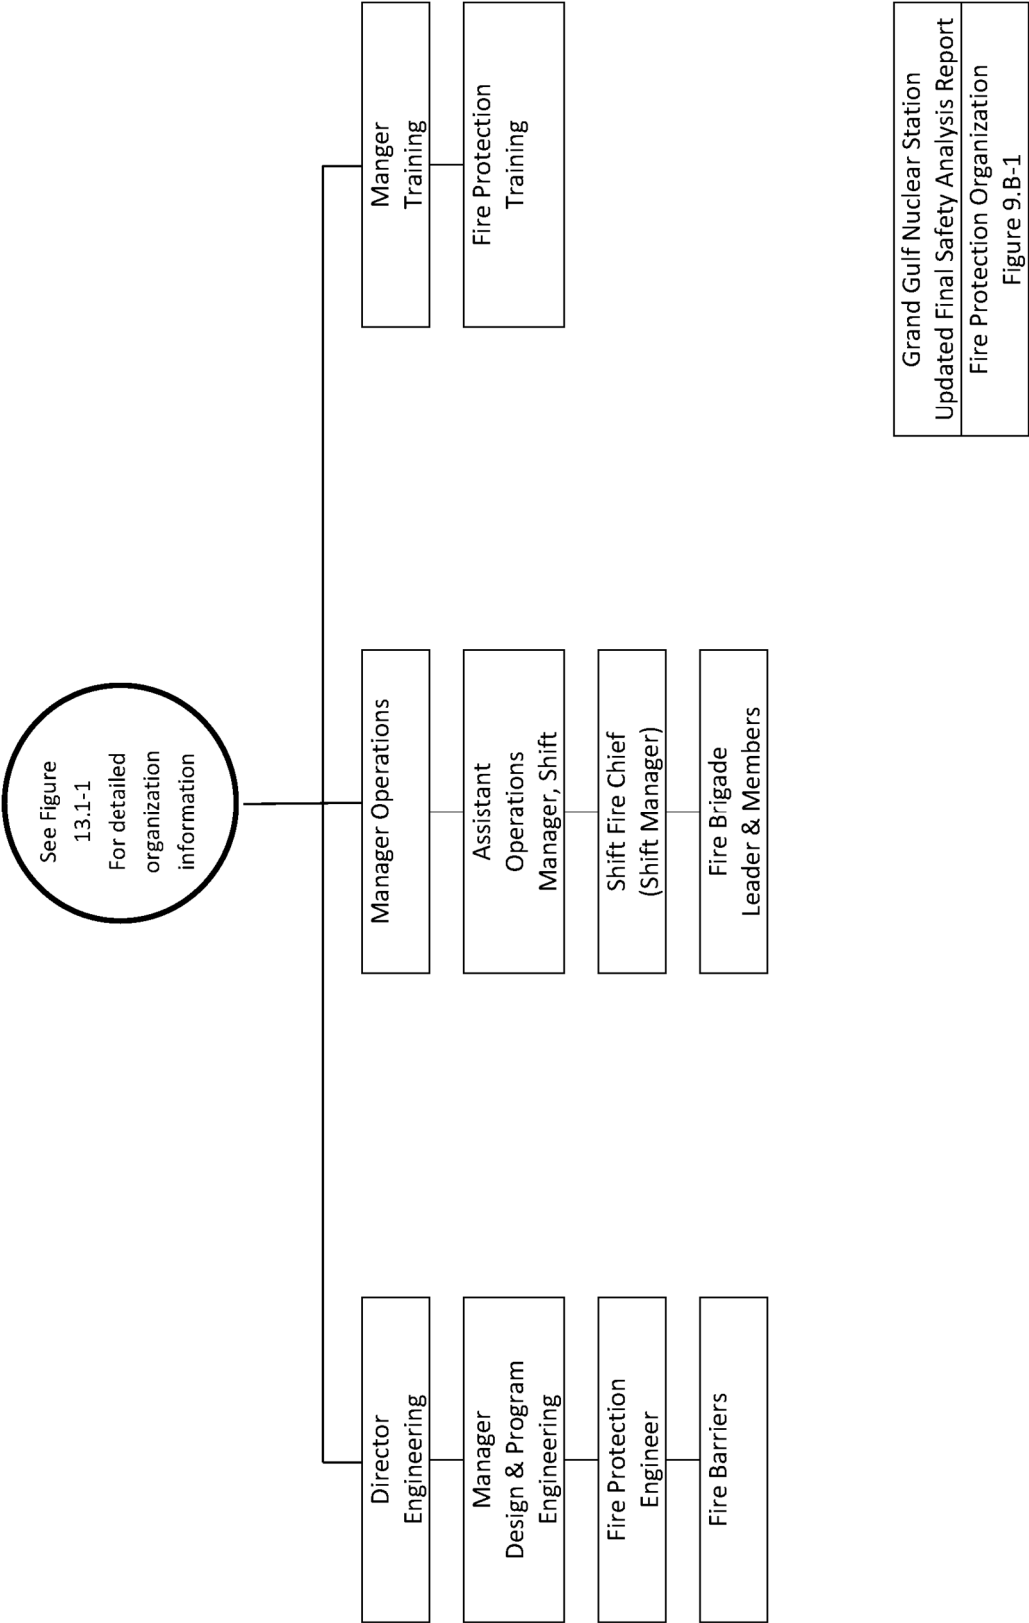 See Figure
13.1-1
For detailed
organization
information
Director
Engineering
Manager
Design & Program
Engineering
Fire Protection
Engineer
Fire Barriers
Manager Operations
Assistant
Operations
Manager, Shift
Shift Fire Chief
(Shift Manager)
Fire Brigade
Leader & Members
Manger
Training
Fire Protection
Training
Grand Gulf Nuclear Station
Updated Final Safety Analysis Report
Fire Protection Organization
Figure 9.B-1